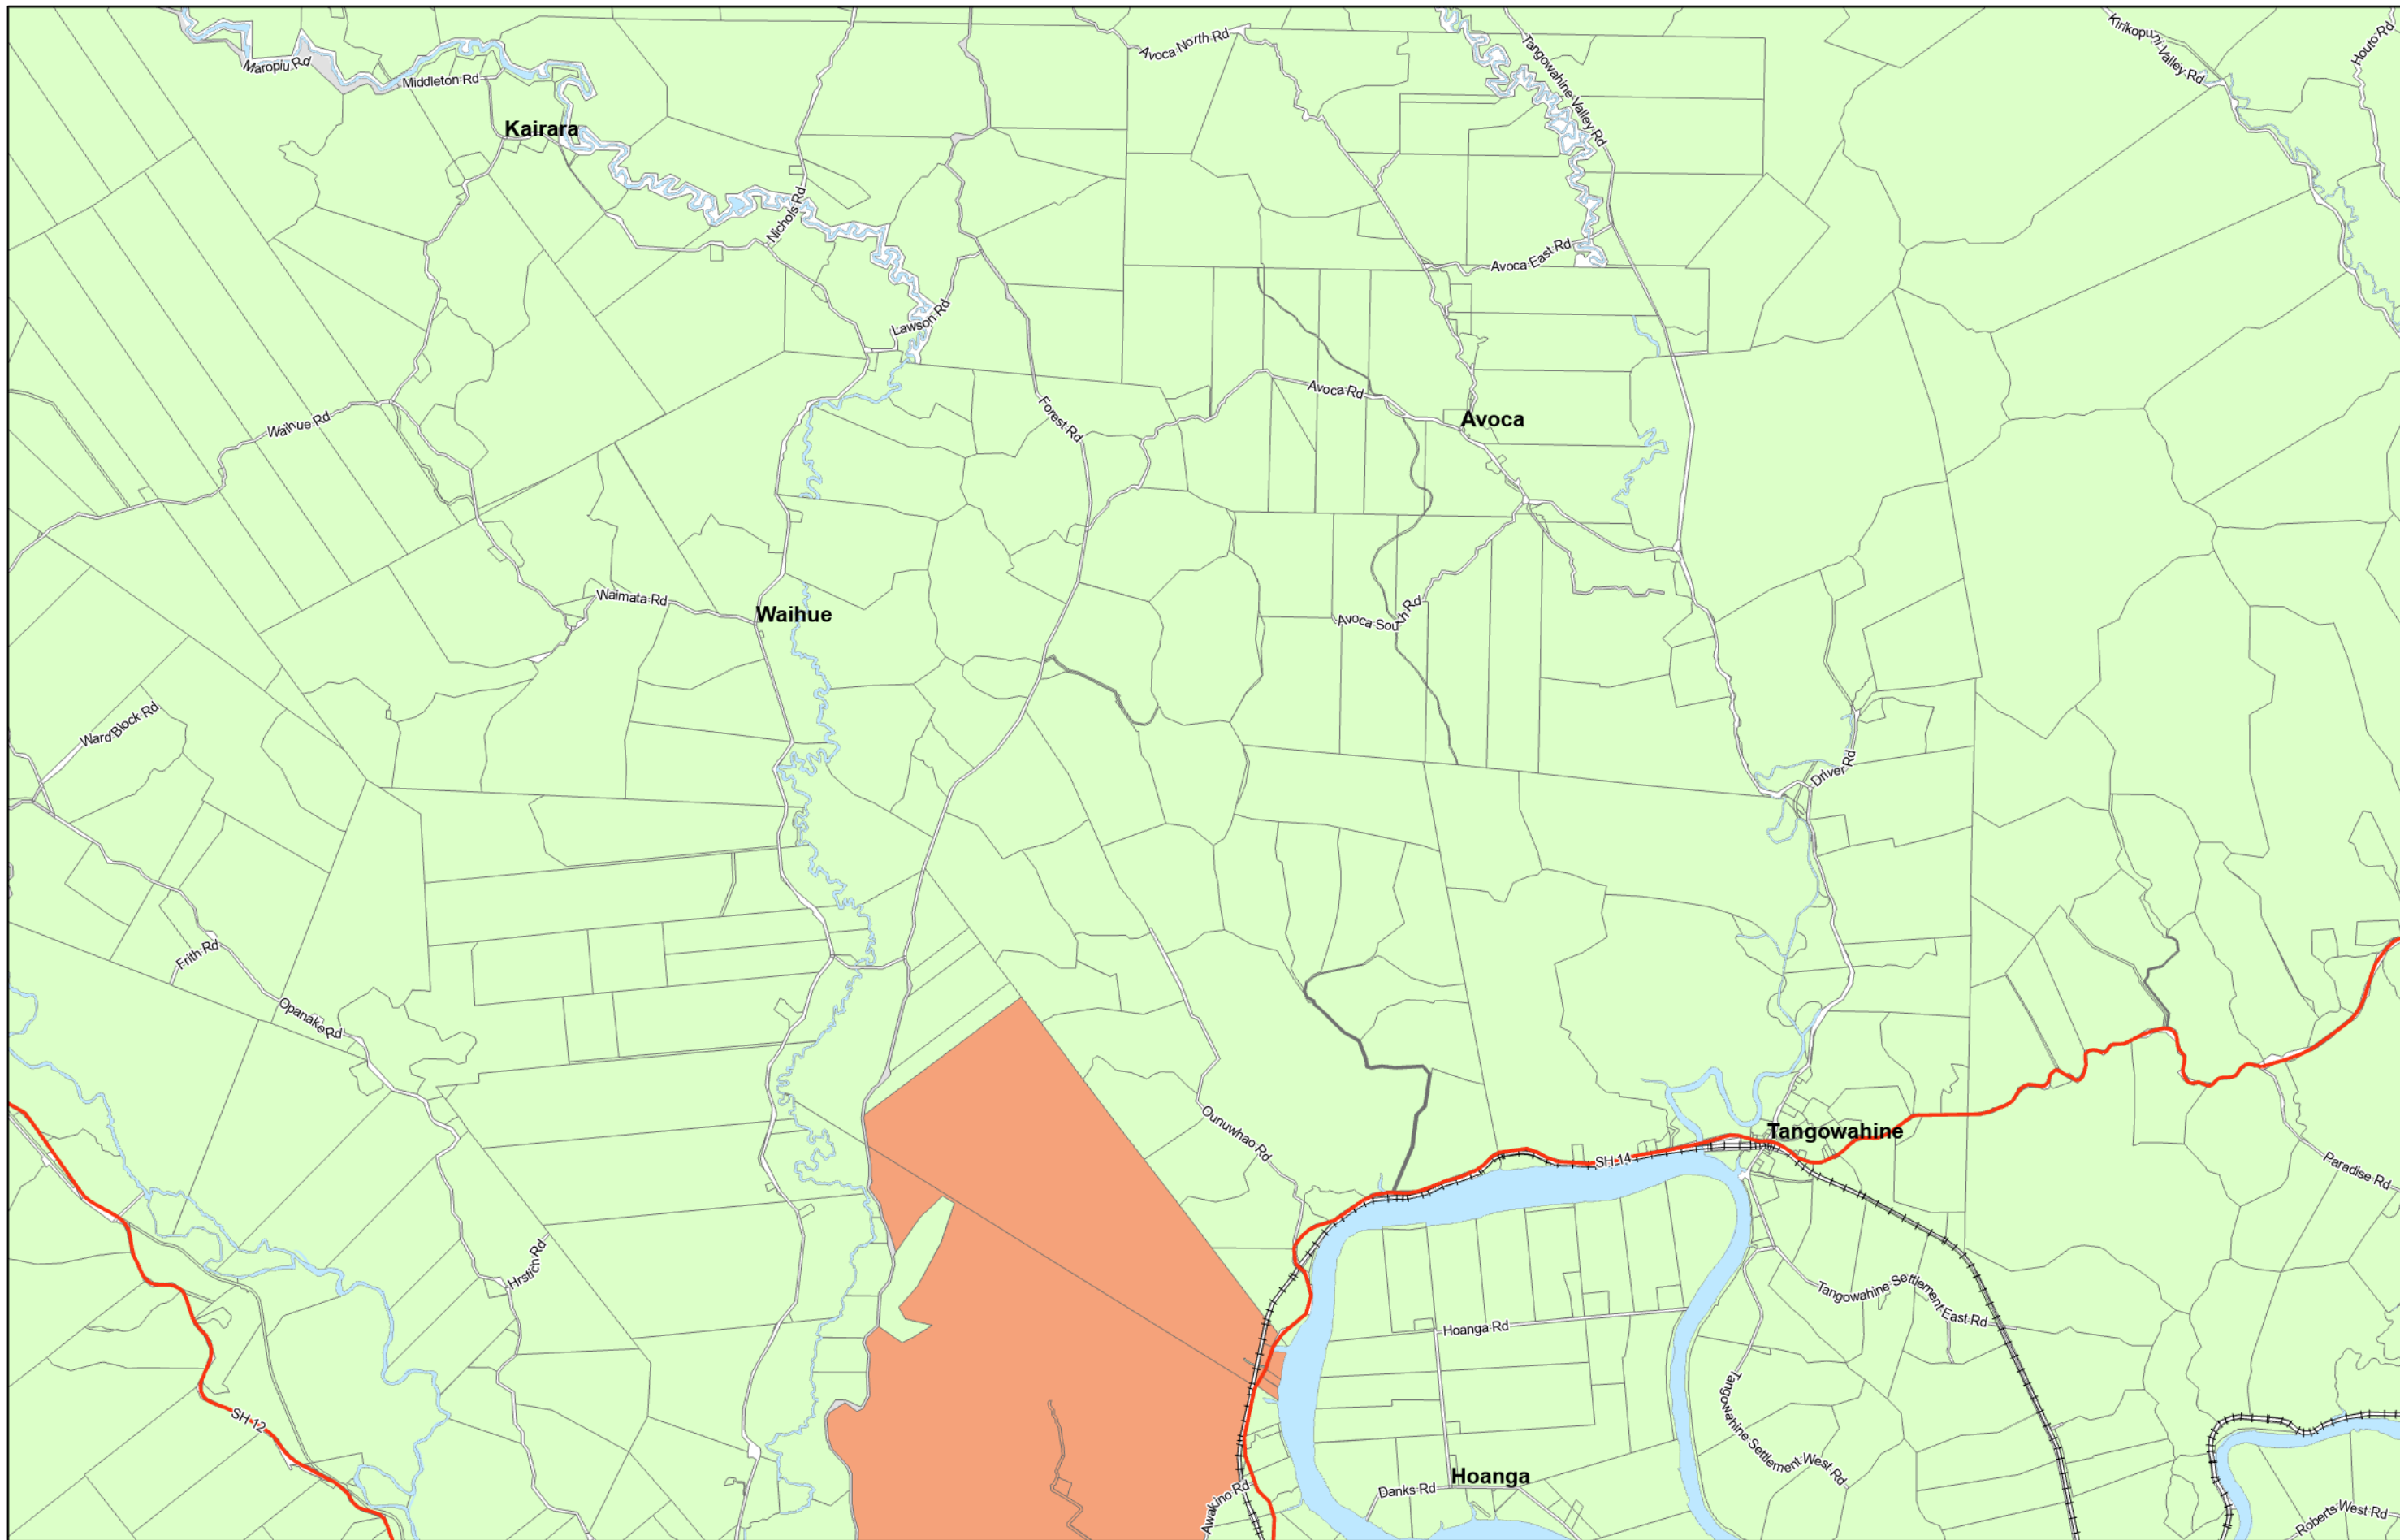 Kirikopuni Valley Rd
Houto Rd
Avoca North Rd
Tangowahine Valley Rd
Maropiu Rd
Middleton Rd
Kairara
Nichols Rd
Avoca East Rd
Lawson Rd
Avoca Rd
Forest Rd
Avoca
Waihue Rd
Waimata Rd
Waihue
Avoca South Rd
Ward Block Rd
Driver Rd
Frith Rd
Opanake Rd
Ounuwhao Rd
Tangowahine
SH 14
Paradise Rd
Hrstich Rd
Tangowahine Settlement East Rd
Hoanga Rd
SH 12
Tangowahine Settlement West Rd
Hoanga
Danks Rd
Awakino Rd
Roberts West Rd